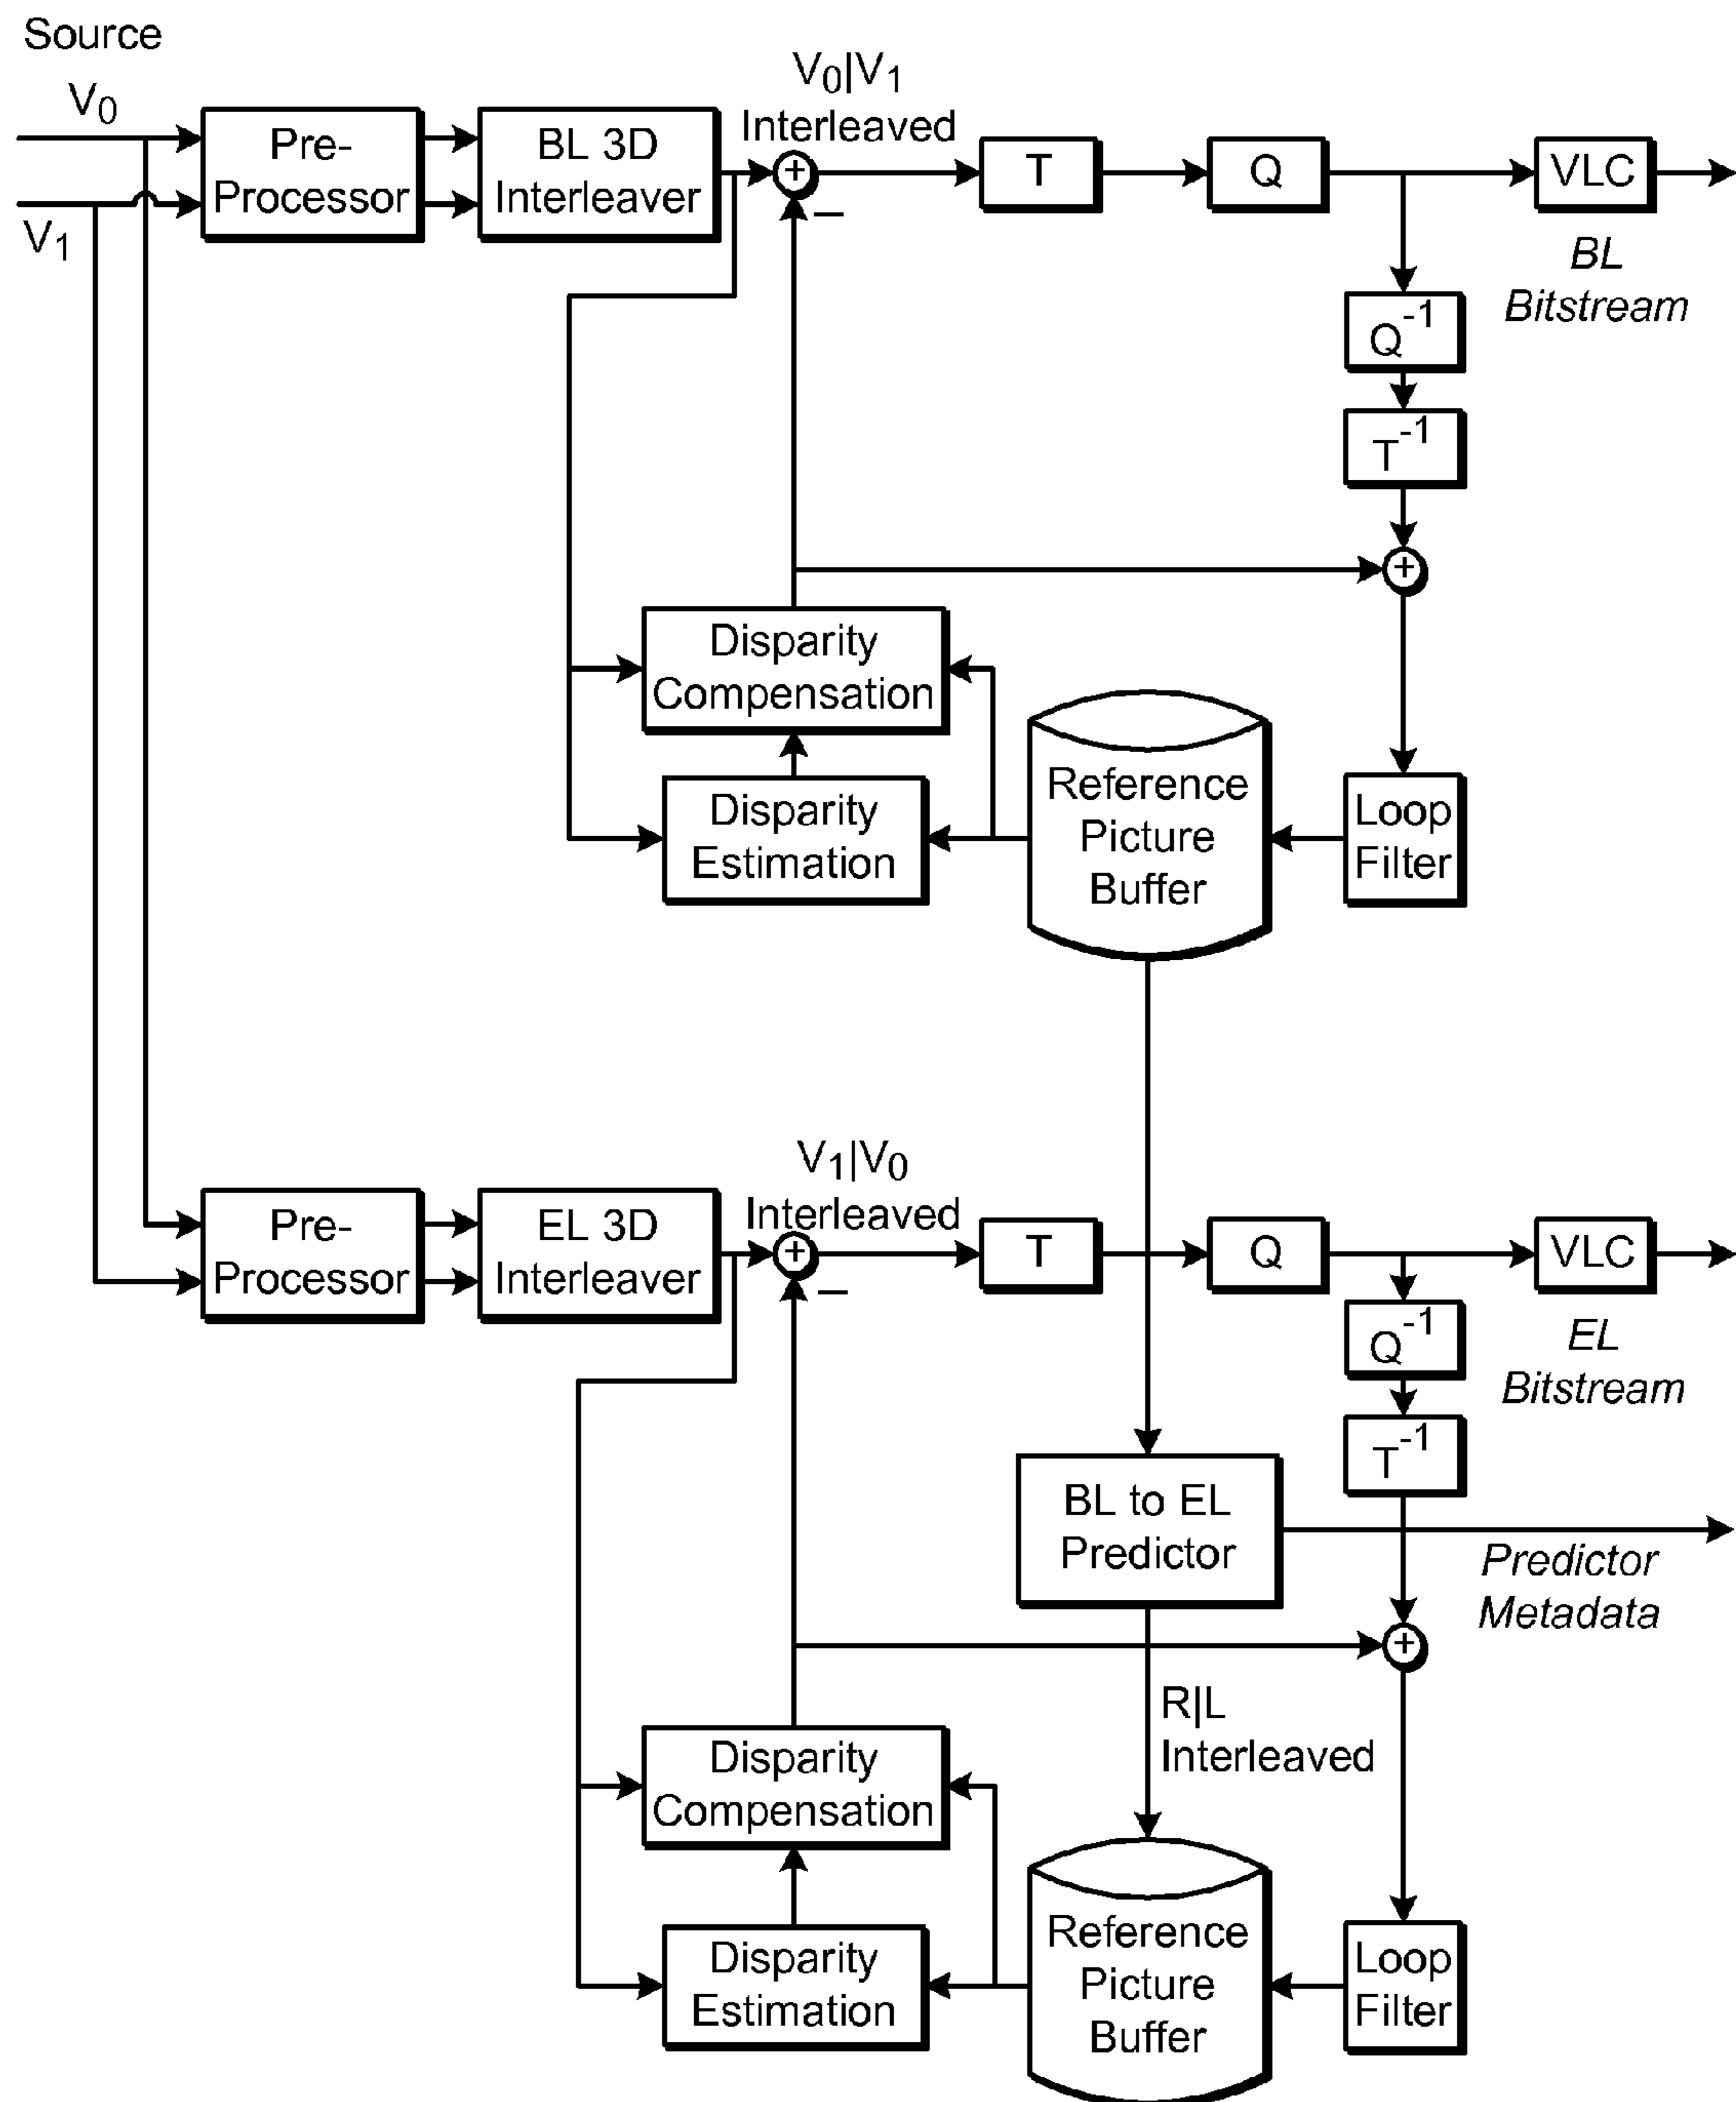 Source
V₀
V₁
Pre-
Processor
BL 3D
Interleaver
V₀|V₁
Interleaved
+
–
T
Q
VLC
BL
Bitstream
Q⁻¹
T⁻¹
+
Disparity
Compensation
Disparity
Estimation
Reference
Picture
Buffer
Loop
Filter
Pre-
Processor
EL 3D
Interleaver
V₁|V₀
Interleaved
+
–
T
Q
VLC
EL
Bitstream
Q⁻¹
T⁻¹
BL to EL
Predictor
Predictor
Metadata
+
R|L
Interleaved
Disparity
Compensation
Disparity
Estimation
Reference
Picture
Buffer
Loop
Filter